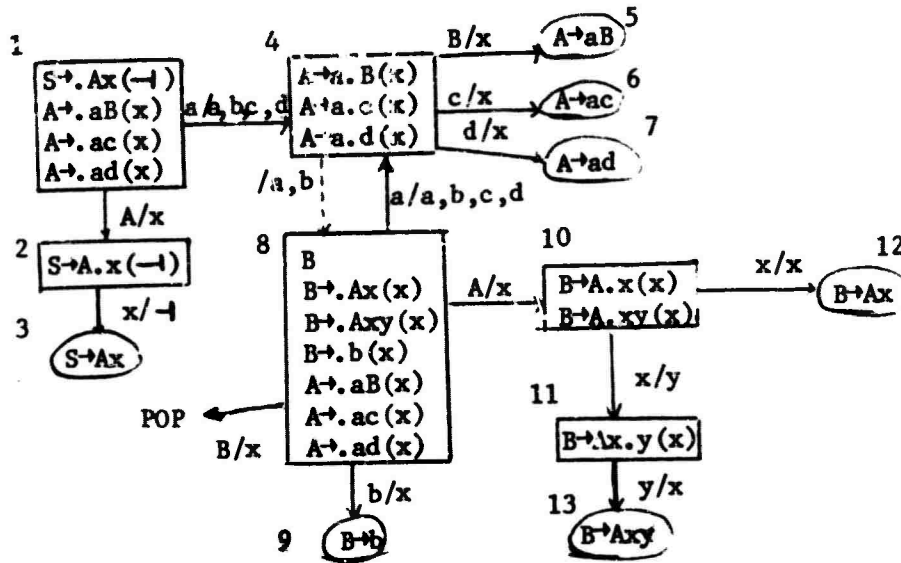 1
S→.Ax(⊣)
A→.aB(x)
A→.ac(x)
A→.ad(x)
a/a,b,c,d
4
A→a.B(x)
A→a.c(x)
A→a.d(x)
B/x
5
A→aB
c/x
6
A→ac
d/x
7
A→ad
A/x
2
S→A.x(⊣)
x/⊣
3
S→Ax
/a,b
a/a,b,c,d
8
B
B→.Ax(x)
B→.Axy(x)
B→.b(x)
A→.aB(x)
A→.ac(x)
A→.ad(x)
POP
B/x
b/x
9
B→b
A/x
10
B→A.x(x)
B→A.xy(x)
x/x
12
B→Ax
x/y
11
B→Ax.y(x)
y/x
13
B→Axy